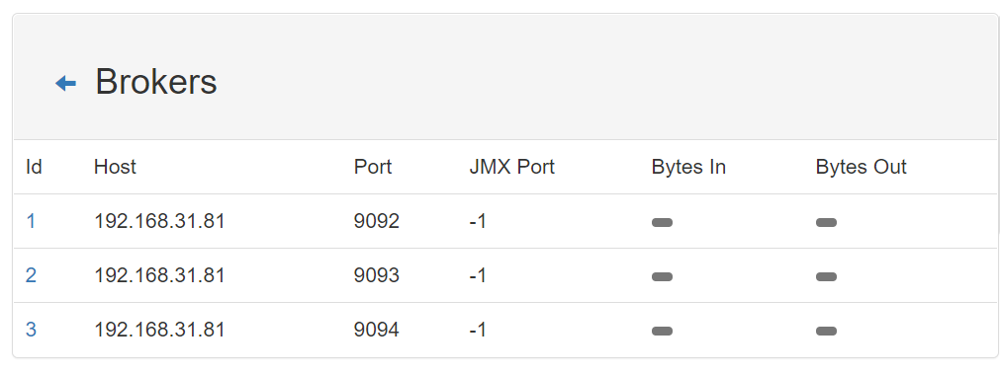 Brokers
Id Host Port JMX Port Bytes In Bytes Out
1 192.168.31.81 9092 -1
2 192.168.31.81 9093 -1
3 192.168.31.81 9094 -1